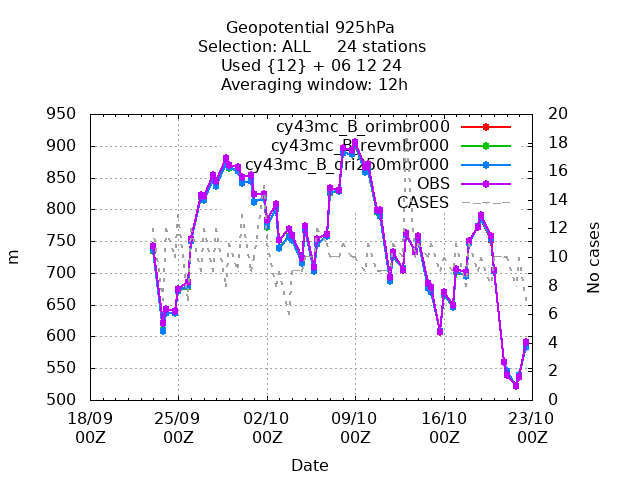 Geopotential 925hPa
Selection: ALL 24 stations
Used {12} + 06 12 24
Averaging window: 12h
cy43mc_B_orimbr000
cy43mc_B_revmbr000
cy43mc_B_ori250mbr000
OBS
CASES
950
900
850
800
750
700
650
600
550
500
m
20
18
16
14
12
10
8
6
4
2
0
No cases
18/09 25/09 02/10 09/10 16/10 23/10
00Z 00Z 00Z 00Z 00Z 00Z
Date